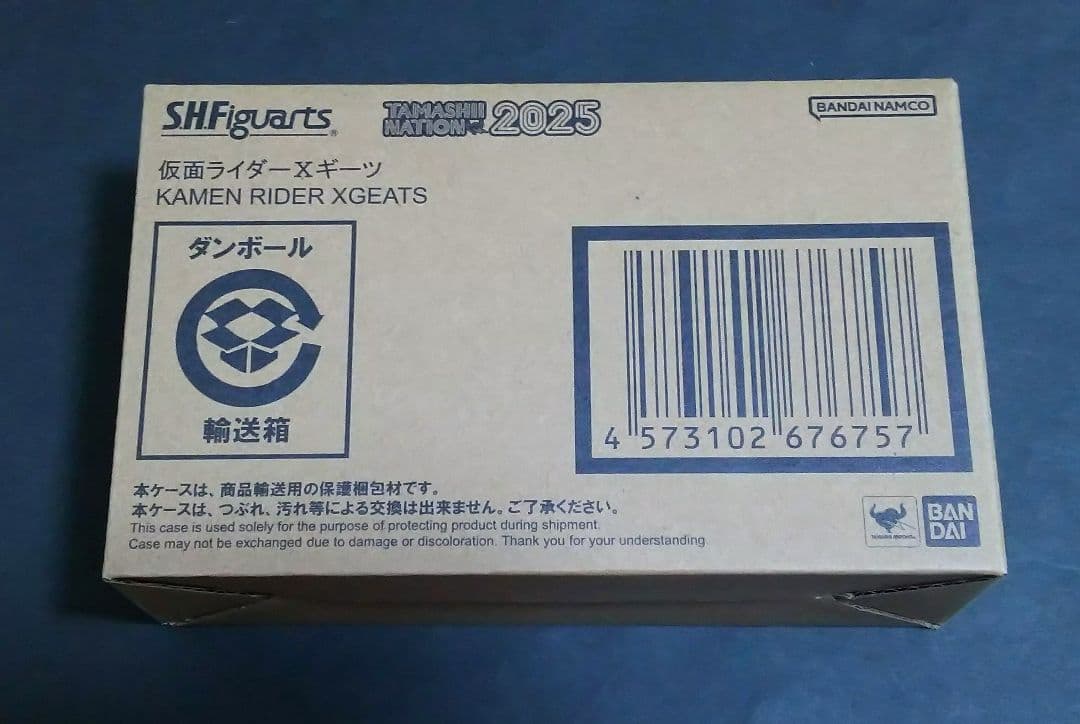 S.H.Figuarts
TAMASHII NATION 2025
BANDAI NAMCO
仮面ライダーXギーツ
KAMEN RIDER XGEATS
ダンボール
輸送箱
4 573102 676757
本ケースは、商品輸送用の保護梱包材です。
本ケースは、つぶれ、汚れ等による交換は出来ません。ご了承ください。
This case is used solely for the purpose of protecting product during shipment.
Case may not be exchanged due to damage or discoloration. Thank you for your understanding.
BAN
DAI